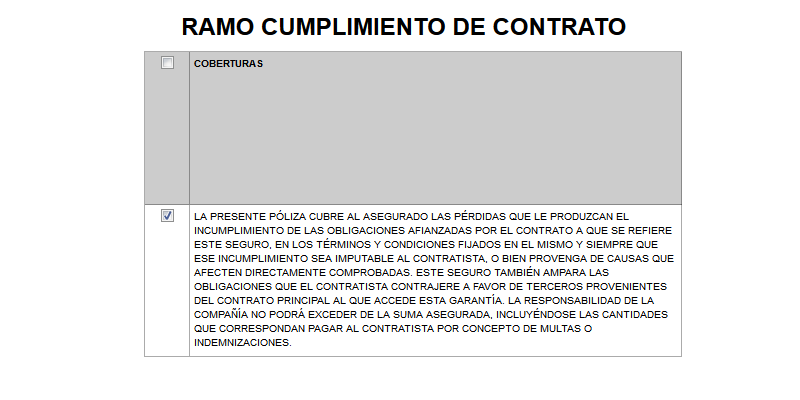 RAMO CUMPLIMIENTO DE CONTRATO
COBERTURAS
LA PRESENTE PÓLIZA CUBRE AL ASEGURADO LAS PÉRDIDAS QUE LE PRODUZCAN EL
INCUMPLIMIENTO DE LAS OBLIGACIONES AFIANZADAS POR EL CONTRATO A QUE SE REFIERE
ESTE SEGURO, EN LOS TÉRMINOS Y CONDICIONES FIJADOS EN EL MISMO Y SIEMPRE QUE
ESE INCUMPLIMIENTO SEA IMPUTABLE AL CONTRATISTA, O BIEN PROVENGA DE CAUSAS QUE
AFECTEN DIRECTAMENTE COMPROBADAS. ESTE SEGURO TAMBIÉN AMPARA LAS
OBLIGACIONES QUE EL CONTRATISTA CONTRAJERE A FAVOR DE TERCEROS PROVENIENTES
DEL CONTRATO PRINCIPAL AL QUE ACCEDE ESTA GARANTÍA. LA RESPONSABILIDAD DE LA
COMPAÑÍA NO PODRÁ EXCEDER DE LA SUMA ASEGURADA, INCLUYÉNDOSE LAS CANTIDADES
QUE CORRESPONDAN PAGAR AL CONTRATISTA POR CONCEPTO DE MULTAS O
INDEMNIZACIONES.